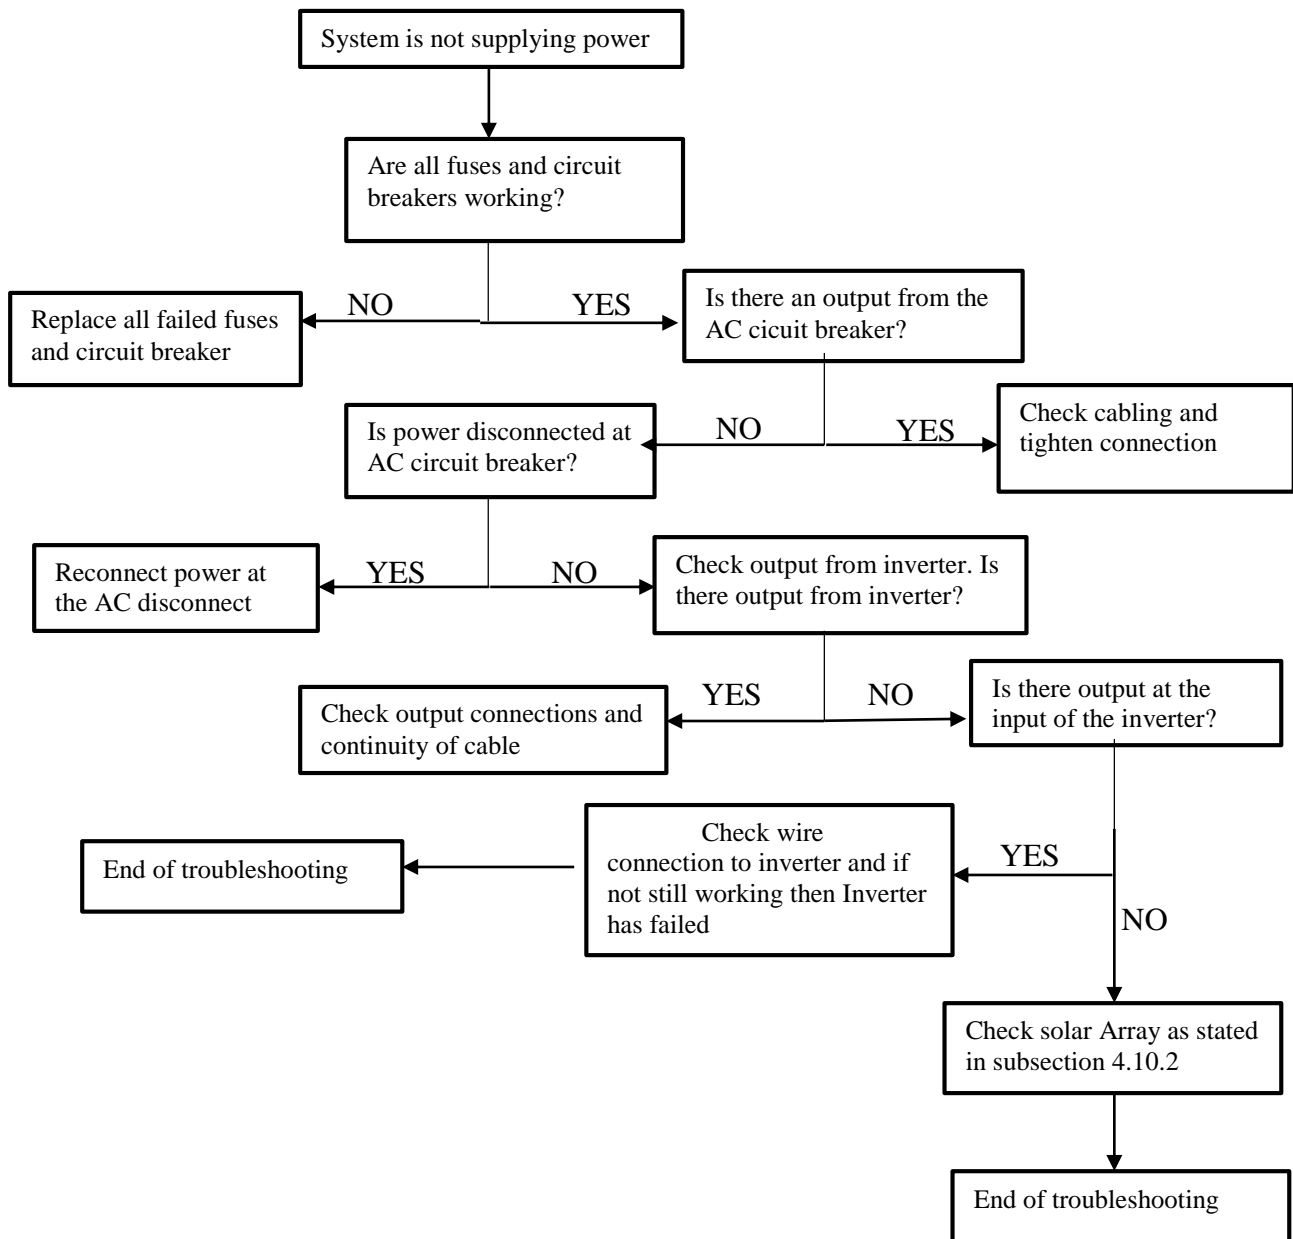 System is not supplying power
Are all fuses and circuit
breakers working?
NO
YES
Replace all failed fuses
and circuit breaker
Is there an output from the
AC cicuit breaker?
Is power disconnected at
AC circuit breaker?
NO
YES
Check cabling and
tighten connection
Reconnect power at
the AC disconnect
YES
NO
Check output from inverter. Is
there output from inverter?
Check output connections and
continuity of cable
YES
NO
Is there output at the
input of the inverter?
End of troubleshooting
Check wire
connection to inverter and if
not still working then Inverter
has failed
YES
NO
Check solar Array as stated
in subsection 4.10.2
End of troubleshooting